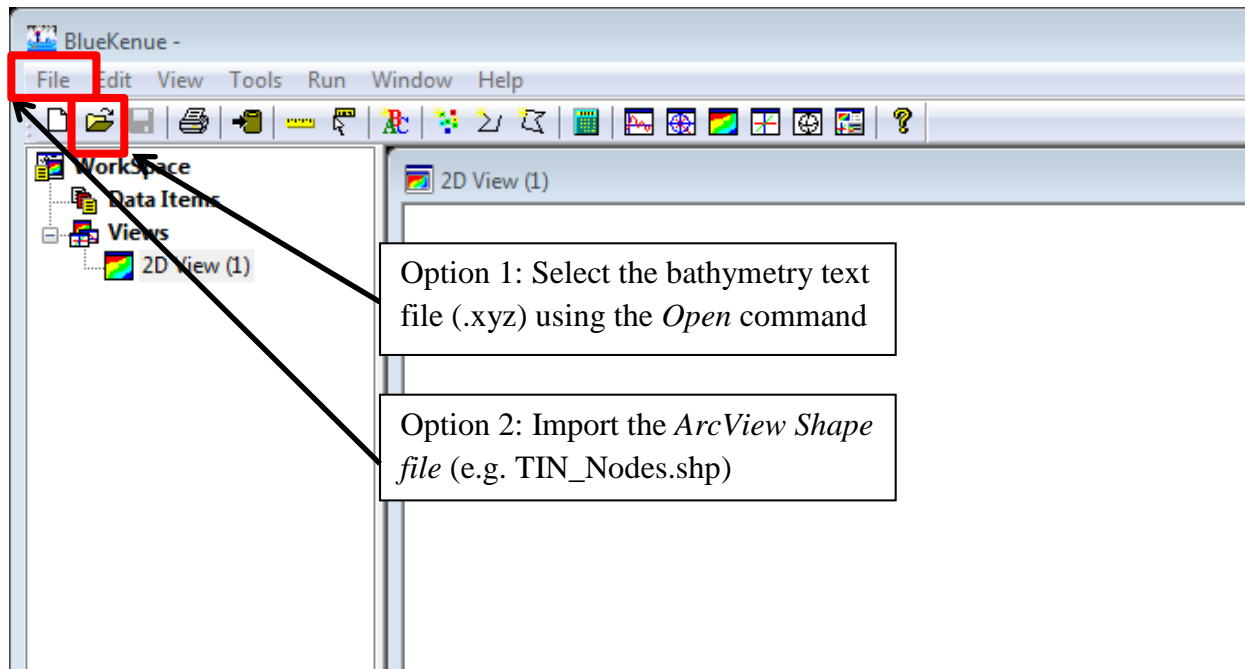 BlueKenue -
File Edit View Tools Run Window Help
WorkSpace
Data Items
Views
2D View (1)
2D View (1)
Option 1: Select the bathymetry text
file (.xyz) using the Open command
Option 2: Import the ArcView Shape
file (e.g. TIN_Nodes.shp)